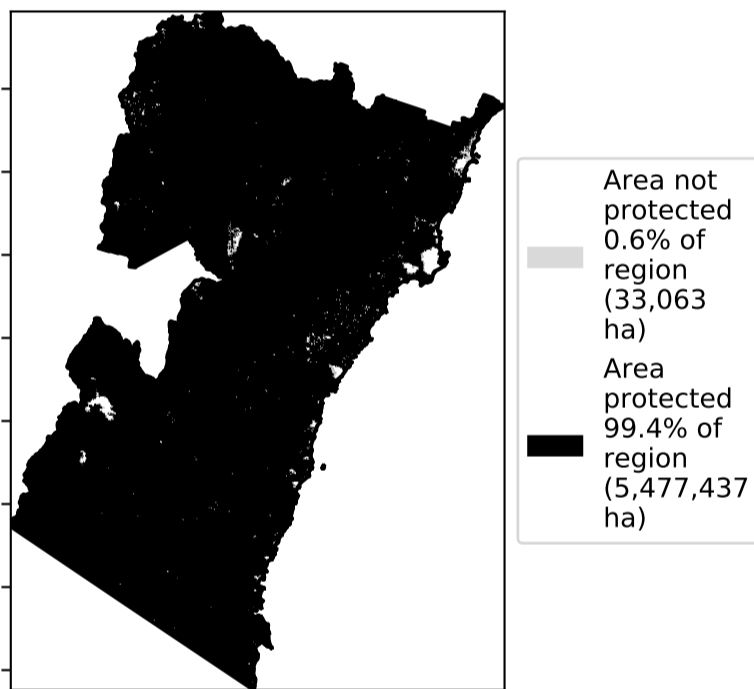 Area not
protected
0.6% of
region
(33,063
ha)
Area
protected
99.4% of
region
(5,477,437
ha)